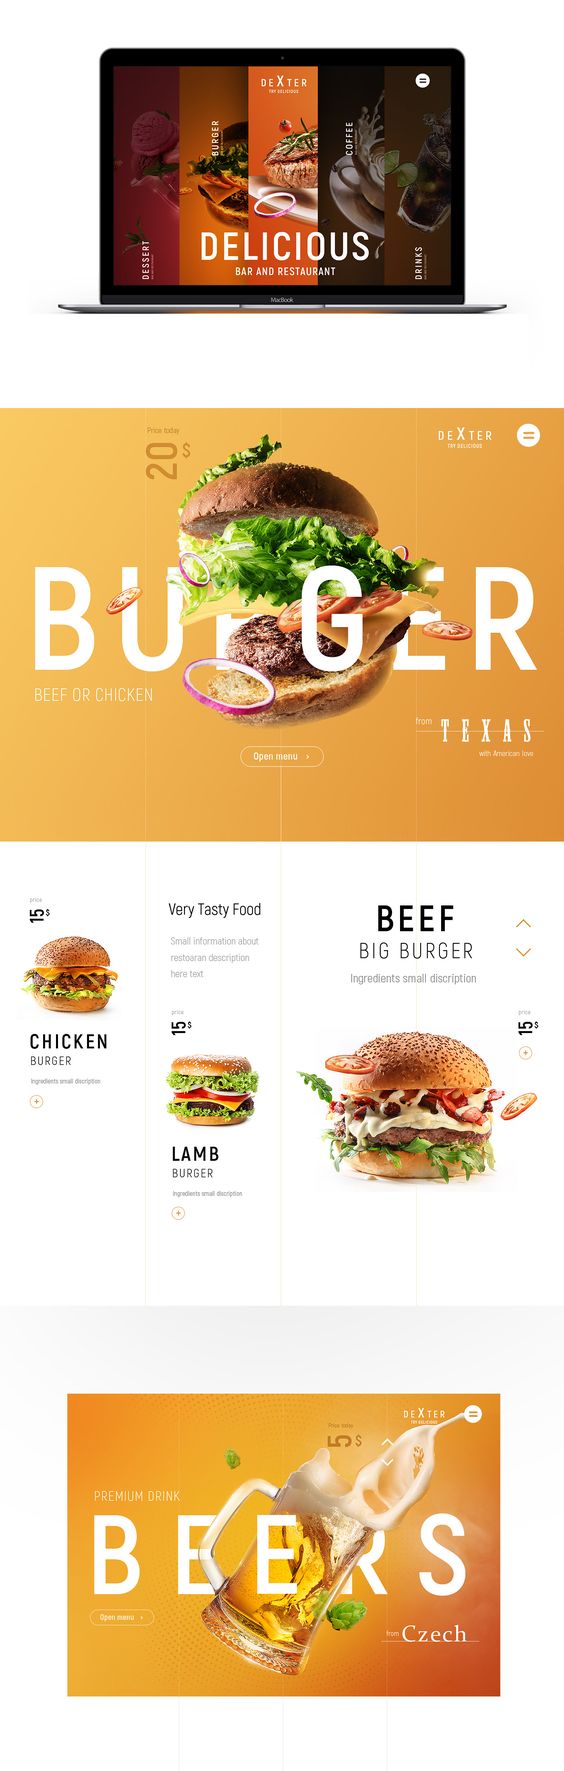 DEXTER
TRY DELICIOUS
BURGER
COFFEE
DESSERT
DRINKS
DELICIOUS
BAR AND RESTAURANT
MacBook
Price today
20 $
DEXTER
TRY DELICIOUS
BURGER
BEEF OR CHICKEN
from TEXAS
with American love
Open menu >
price
15 $
CHICKEN
BURGER
Ingredients small discription
+
Very Tasty Food
Small information about
restoaran description
here text
price
15 $
LAMB
BURGER
Ingredients small discription
+
BEEF
BIG BURGER
Ingredients small discription
price
15 $
+
DEXTER
TRY DELICIOUS
Price today
5 $
PREMIUM DRINK
BEERS
Open menu >
from Czech